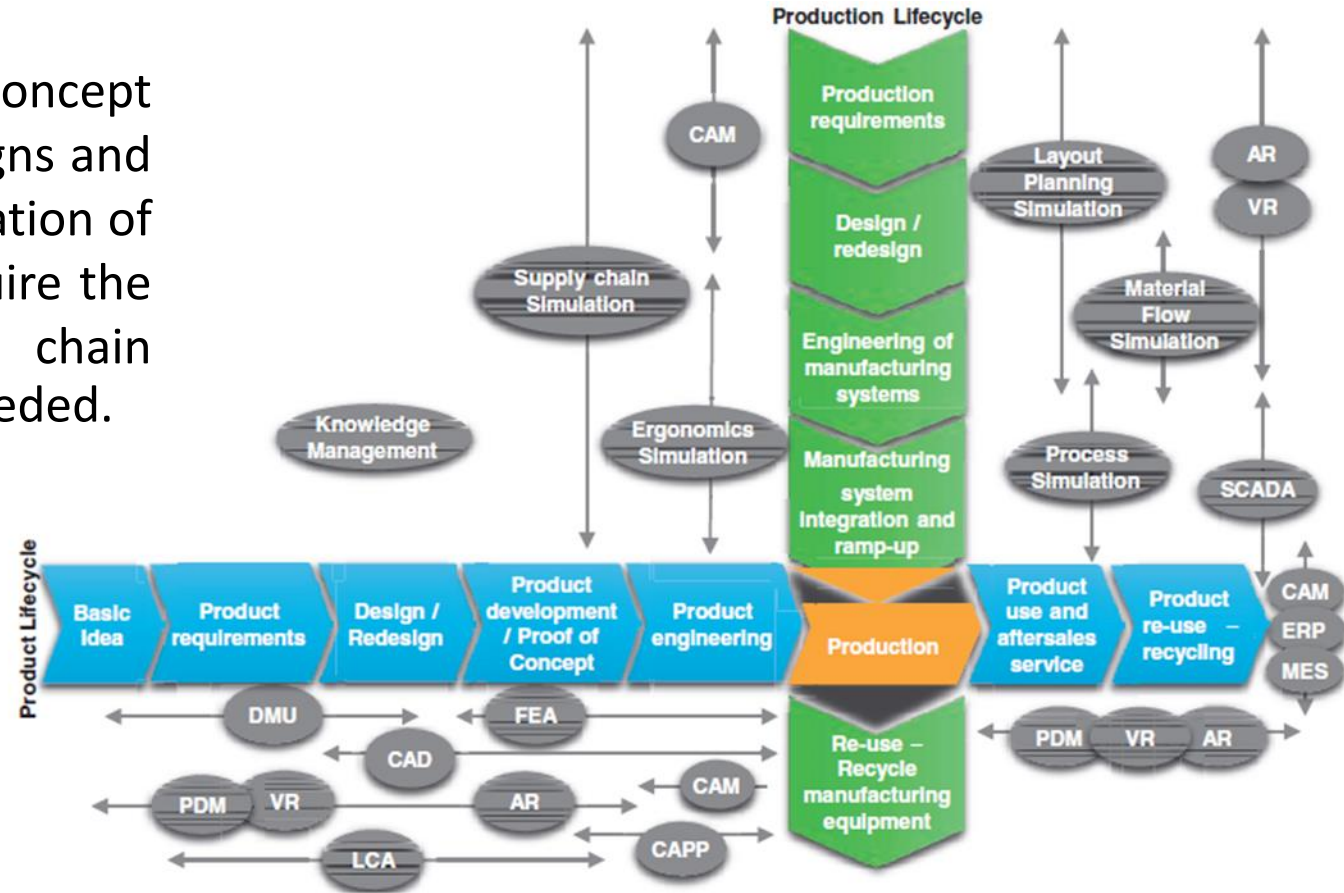 oncept
gns and
ation of
uire the
chain
eded.
Production Lifecycle
Production
requirements
Design /
redesign
Engineering of
manufacturing
systems
Manufacturing
system
integration and
ramp-up
CAM
Supply chain
Simulation
Knowledge
Management
Ergonomics
Simulation
Layout
Planning
Simulation
AR
VR
Material
Flow
Simulation
Process
Simulation
SCADA
Product Lifecycle
Basic
Idea
Product
requirements
Design /
Redesign
Product
development
/ Proof of
Concept
Product
engineering
Production
Product
use and
aftersales
service
Product
re-use –
recycling
CAM
ERP
MES
DMU
FEA
CAD
PDM
VR
AR
CAM
CAPP
LCA
Re-use –
Recycle
manufacturing
equipment
PDM
VR
AR